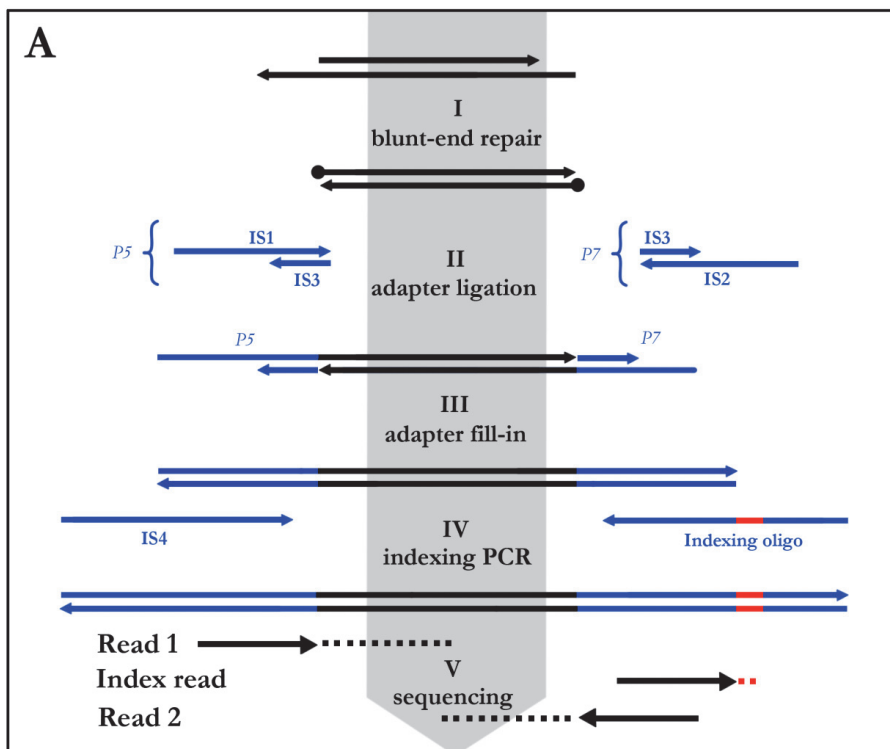 A
I
blunt-end repair
P5
IS1
IS3
II
adapter ligation
P7
IS3
IS2
P5
P7
III
adapter fill-in
IS4
IV
indexing PCR
Indexing oligo
Read 1
Index read
Read 2
V
sequencing